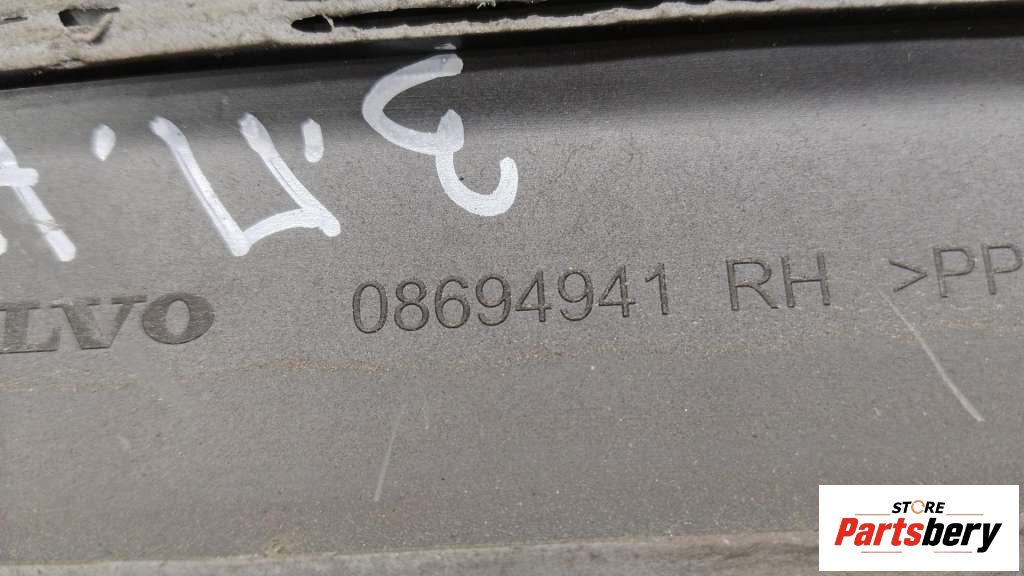 LVO 08694941 RH >PP
STORE
Partsbery